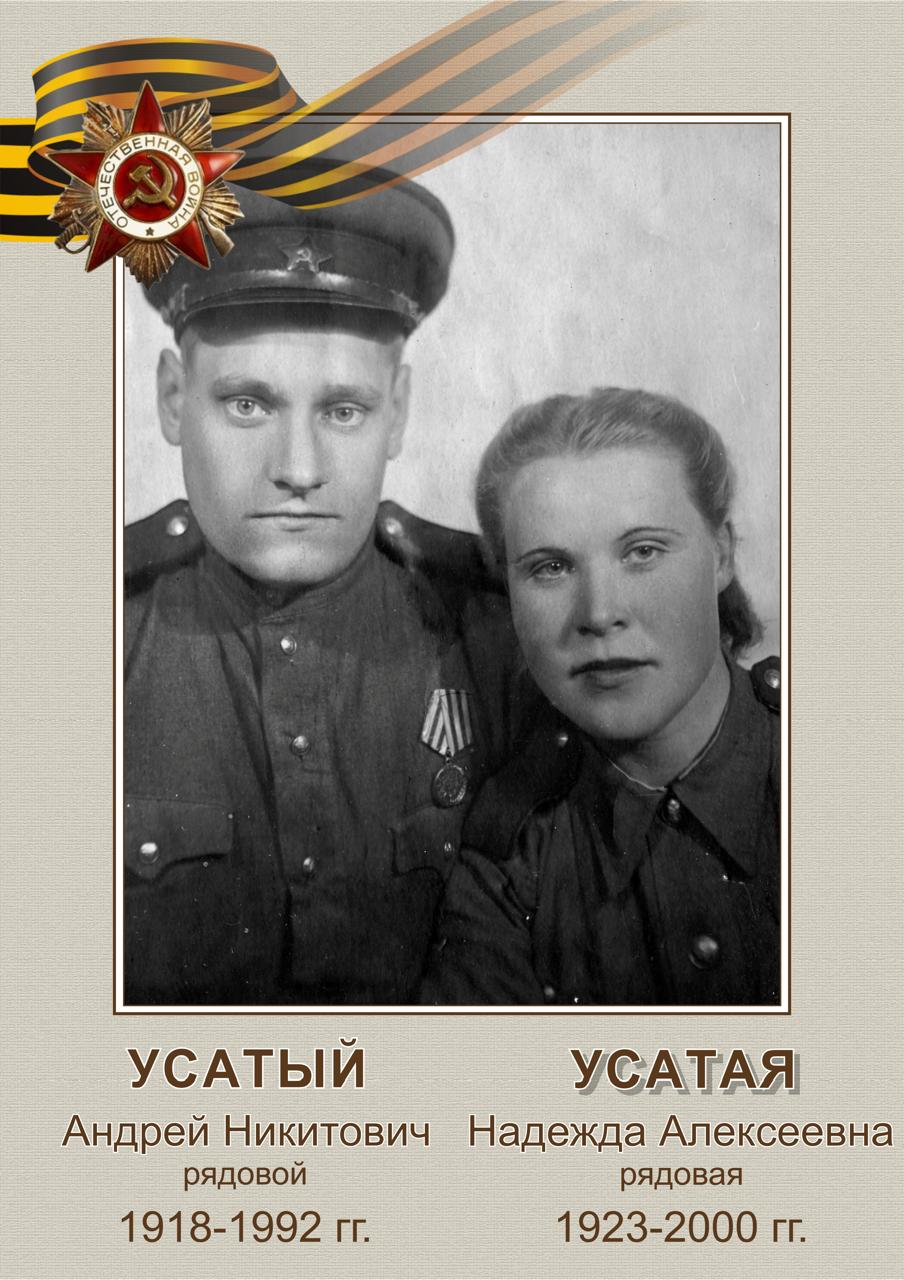 ОТЕЧЕСТВЕННАЯ ВОЙНА
УСАТЫЙ
Андрей Никитович
рядовой
1918-1992 гг.
УСАТАЯ
Надежда Алексеевна
рядовая
1923-2000 гг.